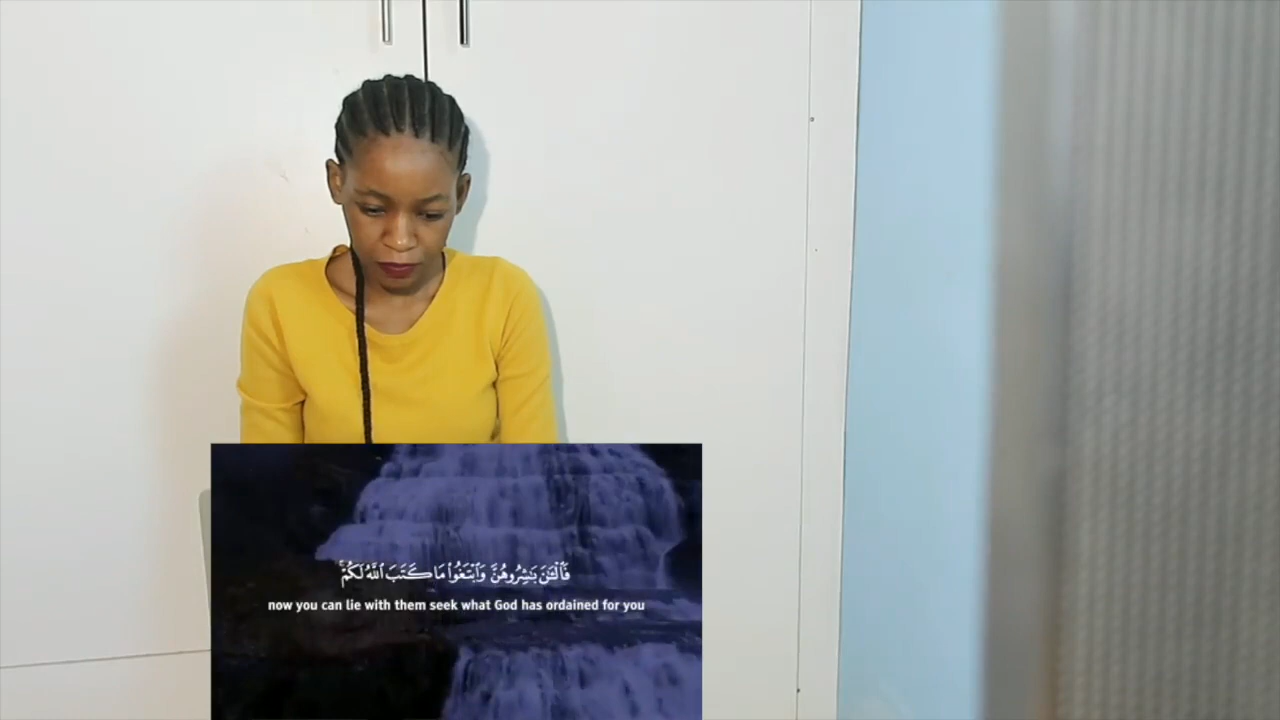 فَٱلْـَٰٔنَ بَـٰشِرُوهُنَّ وَٱبْتَغُوا۟ مَا كَتَبَ ٱللَّهُ لَكُمْ ۚ
now you can lie with them seek what God has ordained for you